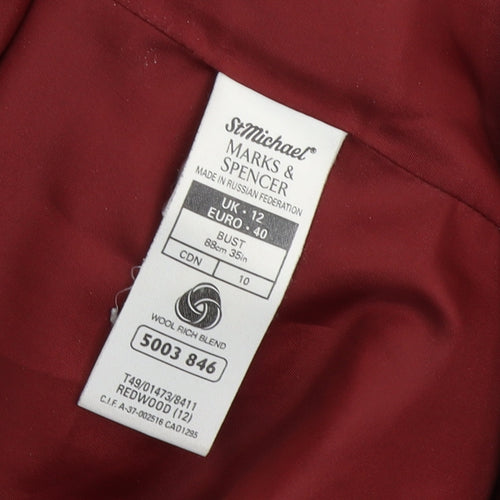 StMichael®
MARKS &
SPENCER
MADE IN RUSSIAN FEDERATION
UK - 12
EURO - 40
BUST
88cm 35in
CDN 10
WOOL RICH BLEND
5003 846
T49/01473/8411
REDWOOD (12)
C.I.F. A-37-002516 CA01295